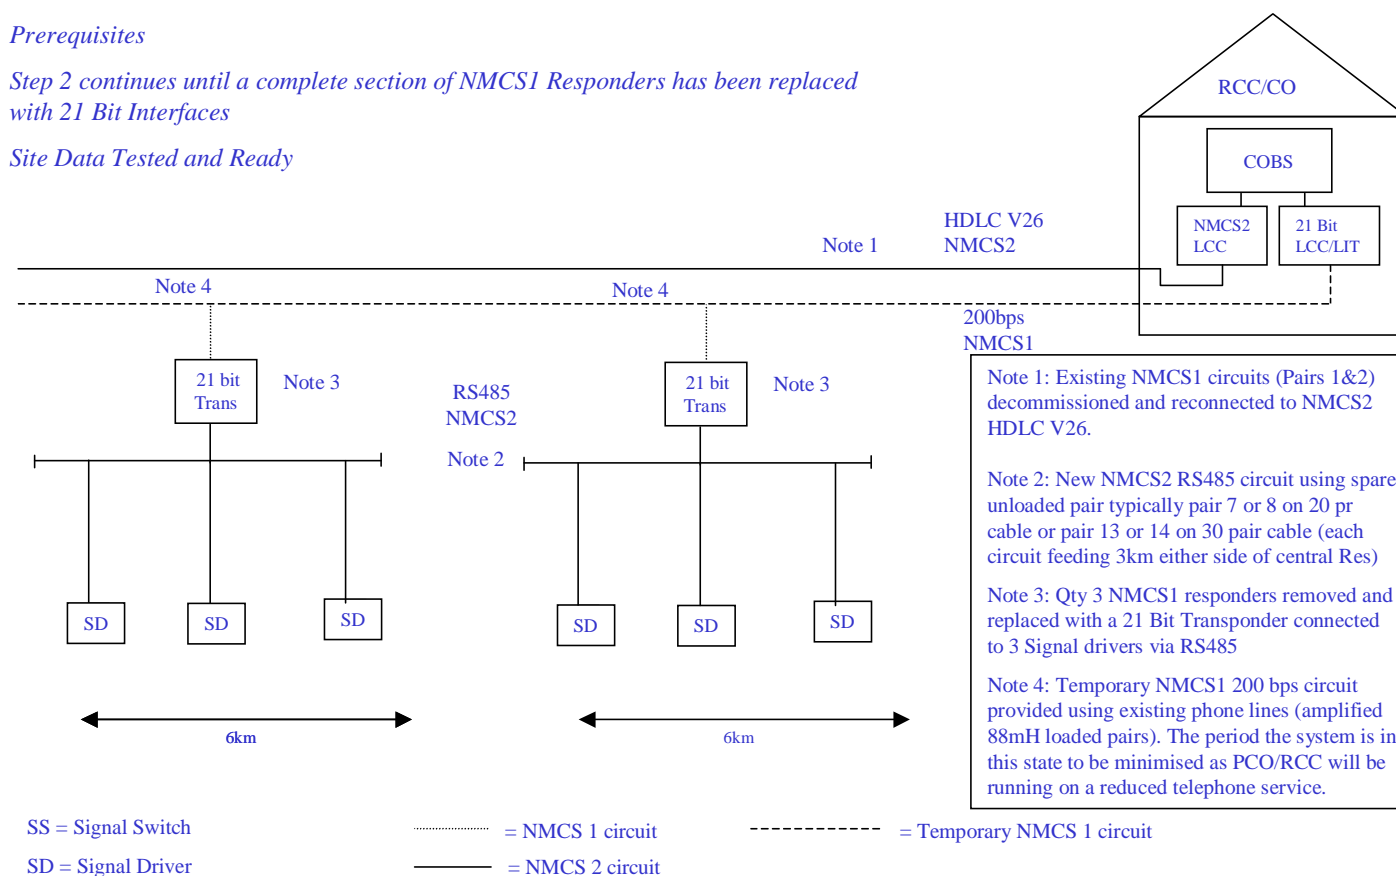 Prerequisites
Step 2 continues until a complete section of NMCS1 Responders has been replaced
with 21 Bit Interfaces
Site Data Tested and Ready
RCC/CO
COBS
NMCS2
LCC
21 Bit
LCC/LIT
HDLC V26
NMCS2
Note 1
Note 4
Note 4
200bps
NMCS1
21 bit
Trans
Note 3
RS485
NMCS2
Note 2
21 bit
Trans
Note 3
SD
SD
SD
SD
SD
SD
6km
6km
Note 1: Existing NMCS1 circuits (Pairs 1&2)
decommissioned and reconnected to NMCS2
HDLC V26.
Note 2: New NMCS2 RS485 circuit using spare
unloaded pair typically pair 7 or 8 on 20 pr
cable or pair 13 or 14 on 30 pair cable (each
circuit feeding 3km either side of central Res)
Note 3: Qty 3 NMCS1 responders removed and
replaced with a 21 Bit Transponder connected
to 3 Signal drivers via RS485
Note 4: Temporary NMCS1 200 bps circuit
provided using existing phone lines (amplified
88mH loaded pairs). The period the system is in
this state to be minimised as PCO/RCC will be
running on a reduced telephone service.
SS = Signal Switch
= NMCS 1 circuit
= Temporary NMCS 1 circuit
SD = Signal Driver
= NMCS 2 circuit